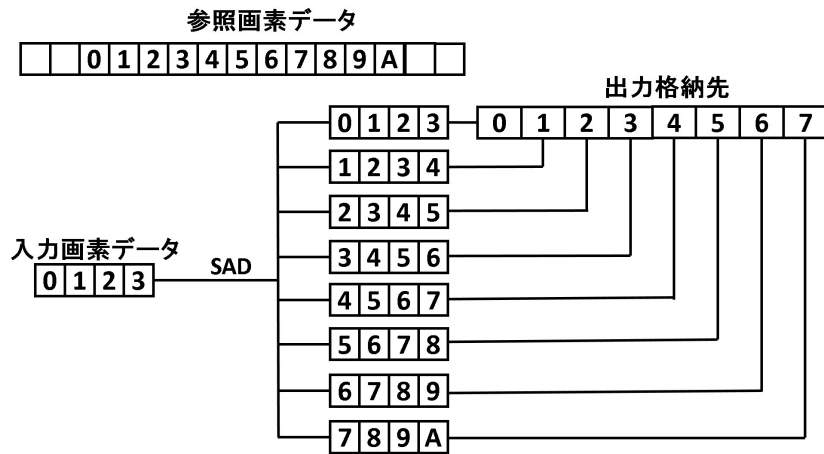 参照画素データ
0 1 2 3 4 5 6 7 8 9 A
出力格納先
0 1 2 3
0 1 2 3 4 5 6 7
1 2 3 4
2 3 4 5
入力画素データ
0 1 2 3
SAD
3 4 5 6
4 5 6 7
5 6 7 8
6 7 8 9
7 8 9 A